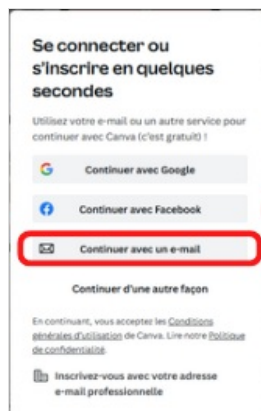 Se connecter ou
s'inscrire en quelques
secondes
Utilisez votre e-mail ou un autre service pour
continuer avec Canva (c'est gratuit) !
Continuer avec Google
Continuer avec Facebook
Continuer avec un e-mail
Continuer d'une autre façon
En continuant, vous acceptez les Conditions
générales d'utilisation de Canva. Lire notre Politique
de confidentialité.
Inscrivez-vous avec votre adresse
e-mail professionnelle